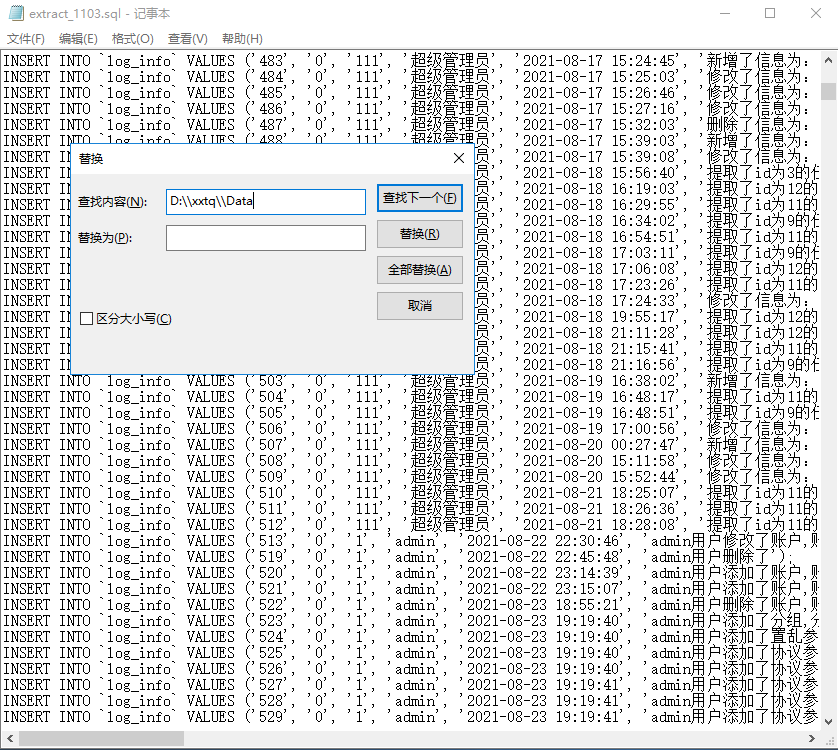 extract_1103.sql - 记事本
文件(F) 编辑(E) 格式(O) 查看(V) 帮助(H)
INSERT INTO `log_info` VALUES ('483', '0', '111', '超级管理员', '2021-08-17 15:24:45', '新增了信息为:
INSERT INTO `log_info` VALUES ('484', '0', '111', '超级管理员', '2021-08-17 15:25:03', '修改了信息为:
INSERT INTO `log_info` VALUES ('485', '0', '111', '超级管理员', '2021-08-17 15:26:46', '修改了信息为:
INSERT INTO `log_info` VALUES ('486', '0', '111', '超级管理员', '2021-08-17 15:27:16', '修改了信息为:
INSERT INTO `log_info` VALUES ('487', '0', '111', '超级管理员', '2021-08-17 15:32:03', '删除了信息为:
INSERT INTO `log_info` VALUES ('488', '0', '111', '超级管理员', '2021-08-17 15:39:03', '新增了信息为:
INSERT 员', '2021-08-17 15:39:08', '修改了信息为:
INSERT 员', '2021-08-18 15:56:40', '提取了id为3的任
INSERT 员', '2021-08-18 16:19:03', '提取了id为12的
INSERT 员', '2021-08-18 16:29:55', '提取了id为11的
INSERT 员', '2021-08-18 16:34:02', '提取了id为9的任
INSERT 员', '2021-08-18 16:54:51', '提取了id为11的
INSERT 员', '2021-08-18 17:03:11', '提取了id为9的任
INSERT 员', '2021-08-18 17:06:08', '提取了id为12的
INSERT 员', '2021-08-18 17:23:26', '提取了id为11的
INSERT 员', '2021-08-18 17:24:33', '修改了信息为:
INSERT 员', '2021-08-18 19:55:17', '提取了id为12的
INSERT 员', '2021-08-18 21:11:28', '提取了id为12的
INSERT 员', '2021-08-18 21:15:41', '提取了id为11的
INSERT 员', '2021-08-18 21:16:56', '提取了id为9的任
替换
查找内容(N): D:\\xxtq\\Data 查找下一个(F)
替换为(P): 替换(R)
全部替换(A)
取消
区分大小写(C)
INSERT INTO `log_info` VALUES ('503', '0', '111', '超级管理员', '2021-08-19 16:38:02', '新增了信息为:
INSERT INTO `log_info` VALUES ('504', '0', '111', '超级管理员', '2021-08-19 16:48:17', '提取了id为11的
INSERT INTO `log_info` VALUES ('505', '0', '111', '超级管理员', '2021-08-19 16:48:51', '提取了id为9的任
INSERT INTO `log_info` VALUES ('506', '0', '111', '超级管理员', '2021-08-19 17:00:56', '修改了信息为:
INSERT INTO `log_info` VALUES ('507', '0', '111', '超级管理员', '2021-08-20 00:27:47', '新增了信息为:
INSERT INTO `log_info` VALUES ('508', '0', '111', '超级管理员', '2021-08-20 15:11:58', '修改了信息为:
INSERT INTO `log_info` VALUES ('509', '0', '111', '超级管理员', '2021-08-20 15:52:44', '修改了信息为:
INSERT INTO `log_info` VALUES ('510', '0', '111', '超级管理员', '2021-08-21 18:25:07', '提取了id为11的
INSERT INTO `log_info` VALUES ('511', '0', '111', '超级管理员', '2021-08-21 18:26:36', '提取了id为11的
INSERT INTO `log_info` VALUES ('512', '0', '111', '超级管理员', '2021-08-21 18:28:08', '提取了id为11的
INSERT INTO `log_info` VALUES ('513', '0', '1', 'admin', '2021-08-22 22:30:46', 'admin用户修改了账户,账
INSERT INTO `log_info` VALUES ('519', '0', '1', 'admin', '2021-08-22 22:45:48', 'admin用户删除了');
INSERT INTO `log_info` VALUES ('520', '0', '1', 'admin', '2021-08-22 23:14:39', 'admin用户添加了账户,账
INSERT INTO `log_info` VALUES ('521', '0', '1', 'admin', '2021-08-22 23:15:07', 'admin用户添加了账户,账
INSERT INTO `log_info` VALUES ('522', '0', '1', 'admin', '2021-08-23 18:55:21', 'admin用户删除了账户,账
INSERT INTO `log_info` VALUES ('523', '0', '1', 'admin', '2021-08-23 19:19:40', 'admin用户添加了分组,分
INSERT INTO `log_info` VALUES ('524', '0', '1', 'admin', '2021-08-23 19:19:40', 'admin用户添加了置乱参
INSERT INTO `log_info` VALUES ('525', '0', '1', 'admin', '2021-08-23 19:19:40', 'admin用户添加了协议参
INSERT INTO `log_info` VALUES ('526', '0', '1', 'admin', '2021-08-23 19:19:40', 'admin用户添加了协议参
INSERT INTO `log_info` VALUES ('527', '0', '1', 'admin', '2021-08-23 19:19:41', 'admin用户添加了协议参
INSERT INTO `log_info` VALUES ('528', '0', '1', 'admin', '2021-08-23 19:19:41', 'admin用户添加了协议参
INSERT INTO `log_info` VALUES ('529', '0', '1', 'admin', '2021-08-23 19:19:41', 'admin用户添加了协议参